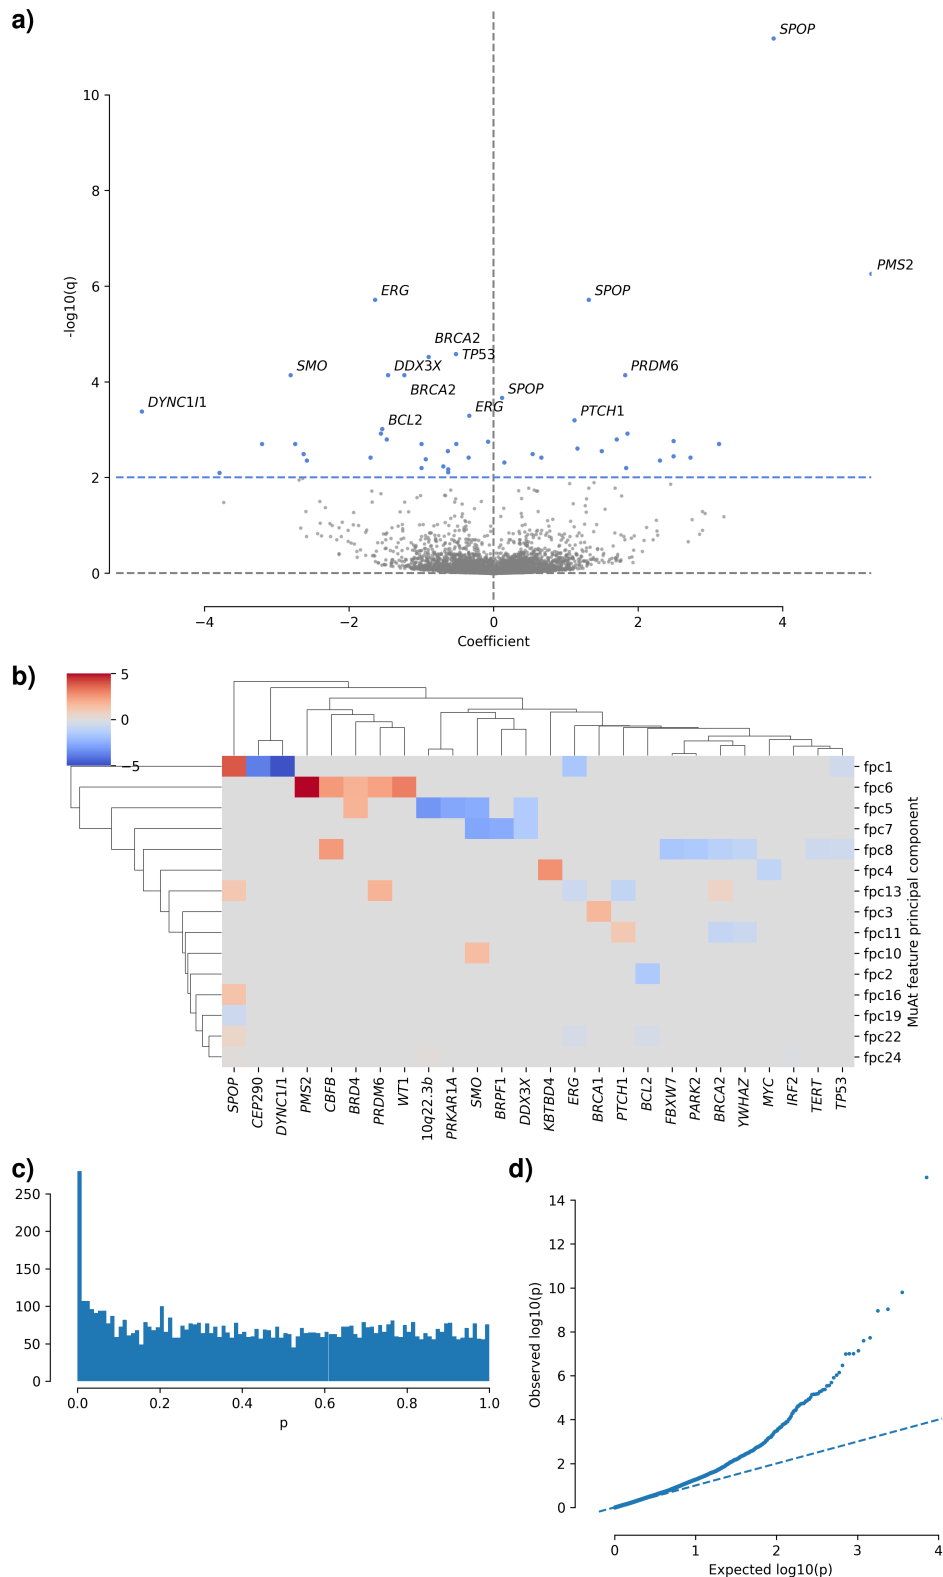 a)
SPOP
10
8
PMS2
6
ERG
SPOP
BRCA2
TP53
SMO
DDX3X
PRDM6
4
BRCA2
SPOP
DYNC1I1
ERG
PTCH1
BCL2
2
0
-log10(q)
−4
−2
0
2
4
Coefficient
b)
5
0
−5
fpc1
fpc6
fpc5
fpc7
fpc8
fpc4
fpc13
fpc3
fpc11
fpc10
fpc2
fpc16
fpc19
fpc22
fpc24
MuAt feature principal component
SPOP
CEP290
DYNC1I1
PMS2
CBFB
BRD4
PRDM6
WT1
10q22.3b
PRKAR1A
SMO
BRPF1
DDX3X
KBTBD4
ERG
BRCA1
PTCH1
BCL2
FBXW7
PARK2
BRCA2
YWHAZ
MYC
IRF2
TERT
TP53
c)
250
200
150
100
50
0
0.0
0.2
0.4
0.6
0.8
1.0
p
d)
14
12
10
8
6
4
2
0
Observed log10(p)
0
1
2
3
4
Expected log10(p)